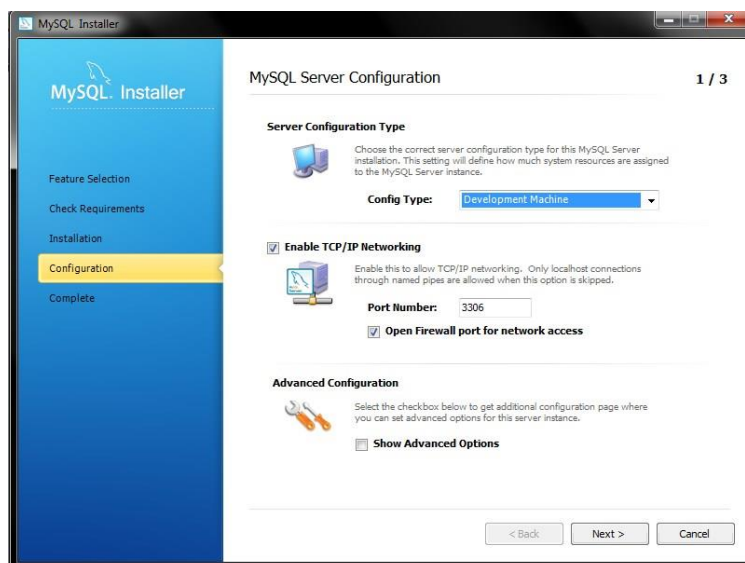 MySQL Installer
MySQL Installer
Feature Selection
Check Requirements
Installation
Configuration
Complete
MySQL Server Configuration
1 / 3
Server Configuration Type
Choose the correct server configuration type for this MySQL Server
installation. This setting will define how much system resources are assigned
to the MySQL Server instance.
Config Type: Development Machine
Enable TCP/IP Networking
Enable this to allow TCP/IP networking. Only localhost connections
through named pipes are allowed when this option is skipped.
Port Number: 3306
Open Firewall port for network access
Advanced Configuration
Select the checkbox below to get additional configuration page where
you can set advanced options for this server instance.
Show Advanced Options
< Back Next > Cancel